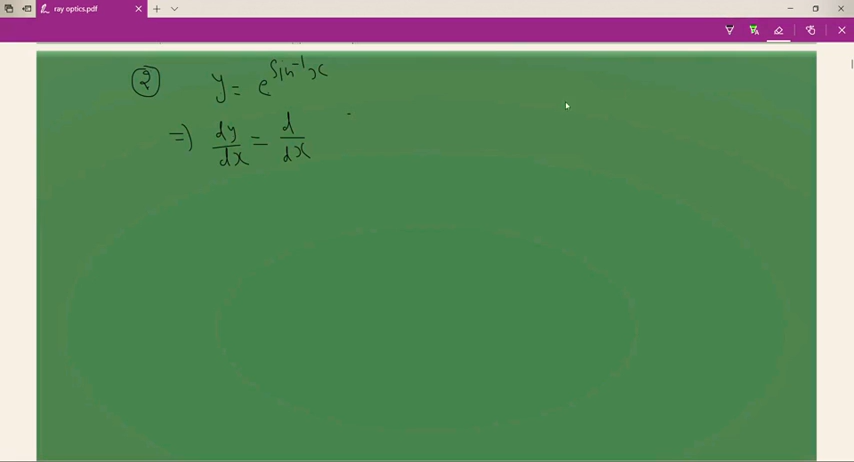 ray optics.pdf
② y = e^{Sin⁻¹x}
=) dy/dx = d/dx